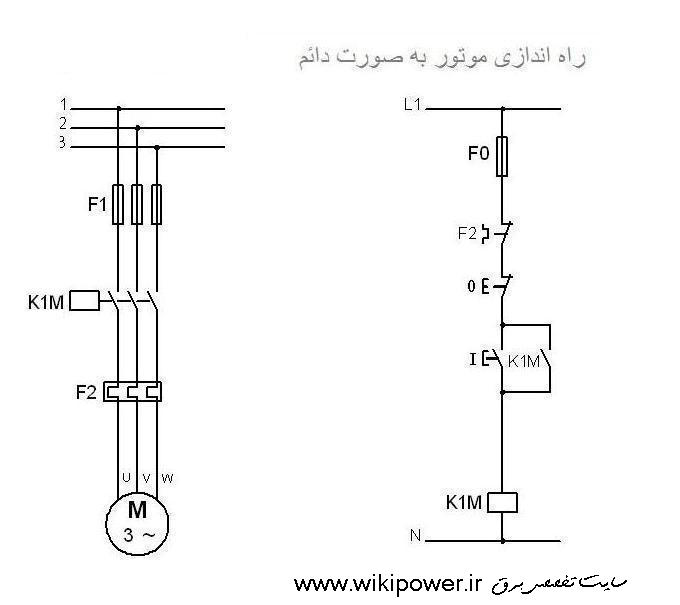 راه اندازی موتور به صورت دائم
1
2
3
F1
K1M
F2
U V W
M
3 ~
L1
F0
F2
0
I
K1M
K1M
N
www.wikipower.ir سایت تخصصی برق